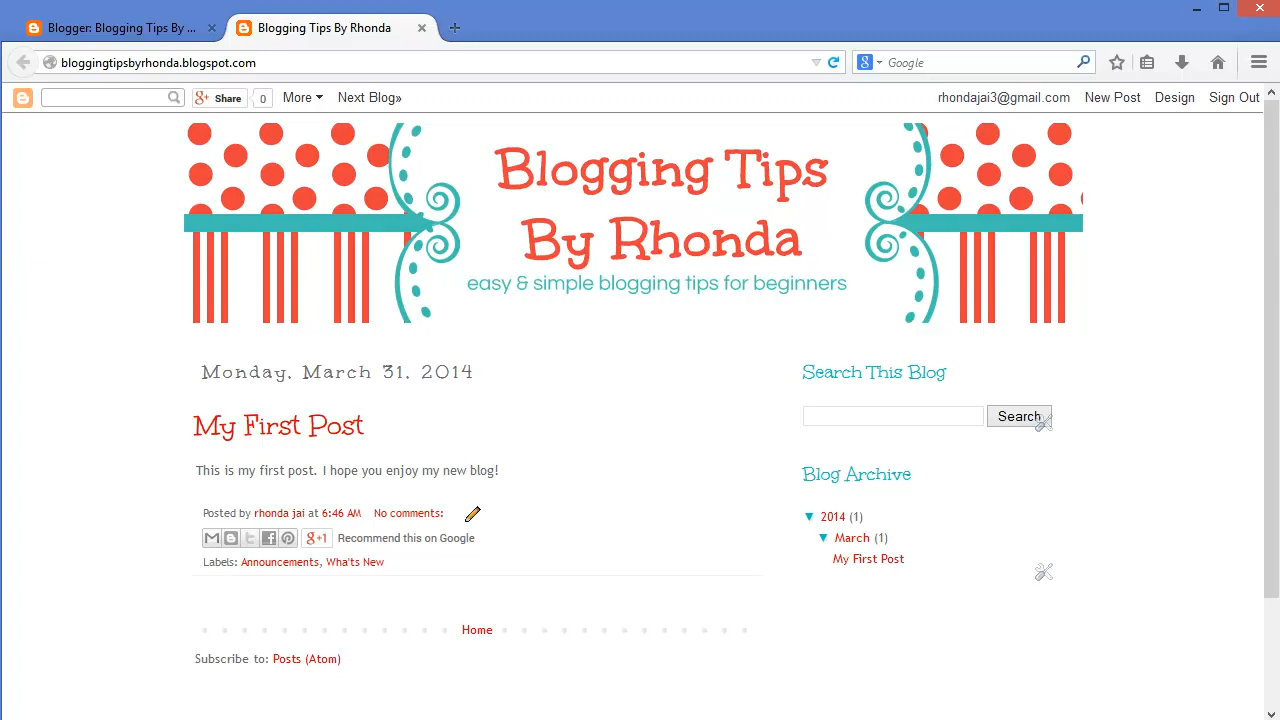 Blogger: Blogging Tips By ...
Blogging Tips By Rhonda
bloggingtipsbyrhonda.blogspot.com
Google
Share
0
More
Next Blog»
rhondajai3@gmail.com
New Post
Design
Sign Out
Blogging Tips
By Rhonda
easy & simple blogging tips for beginners
Monday, March 31, 2014
My First Post
This is my first post. I hope you enjoy my new blog!
Posted by rhonda jai at 6:46 AM No comments:
+1 Recommend this on Google
Labels: Announcements, Wha'ts New
Home
Subscribe to: Posts (Atom)
Search This Blog
Search
Blog Archive
▼ 2014 (1)
▼ March (1)
My First Post